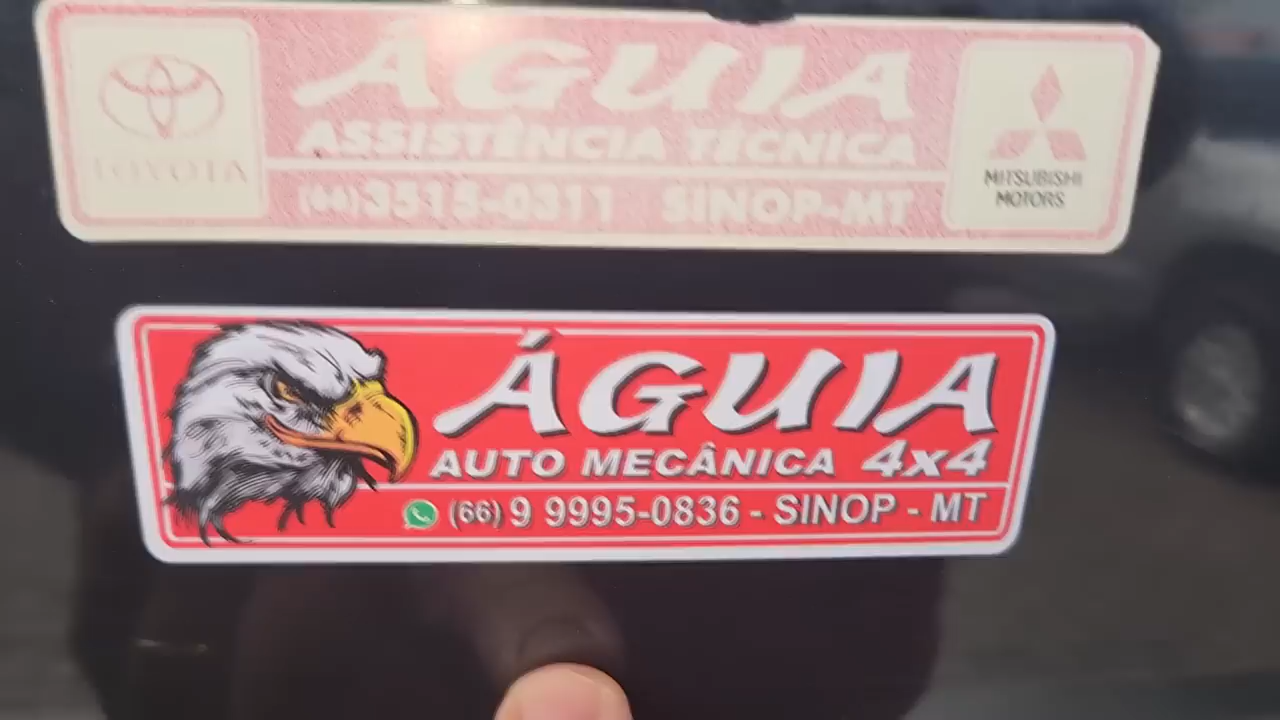 ÁGUIA
ASSISTÊNCIA TÉCNICA
(66) 3515-0311 SINOP-MT
TOYOTA
MITSUBISHI
MOTORS
ÁGUIA
AUTO MECÂNICA 4x4
(66) 9 9995-0836 - SINOP - MT